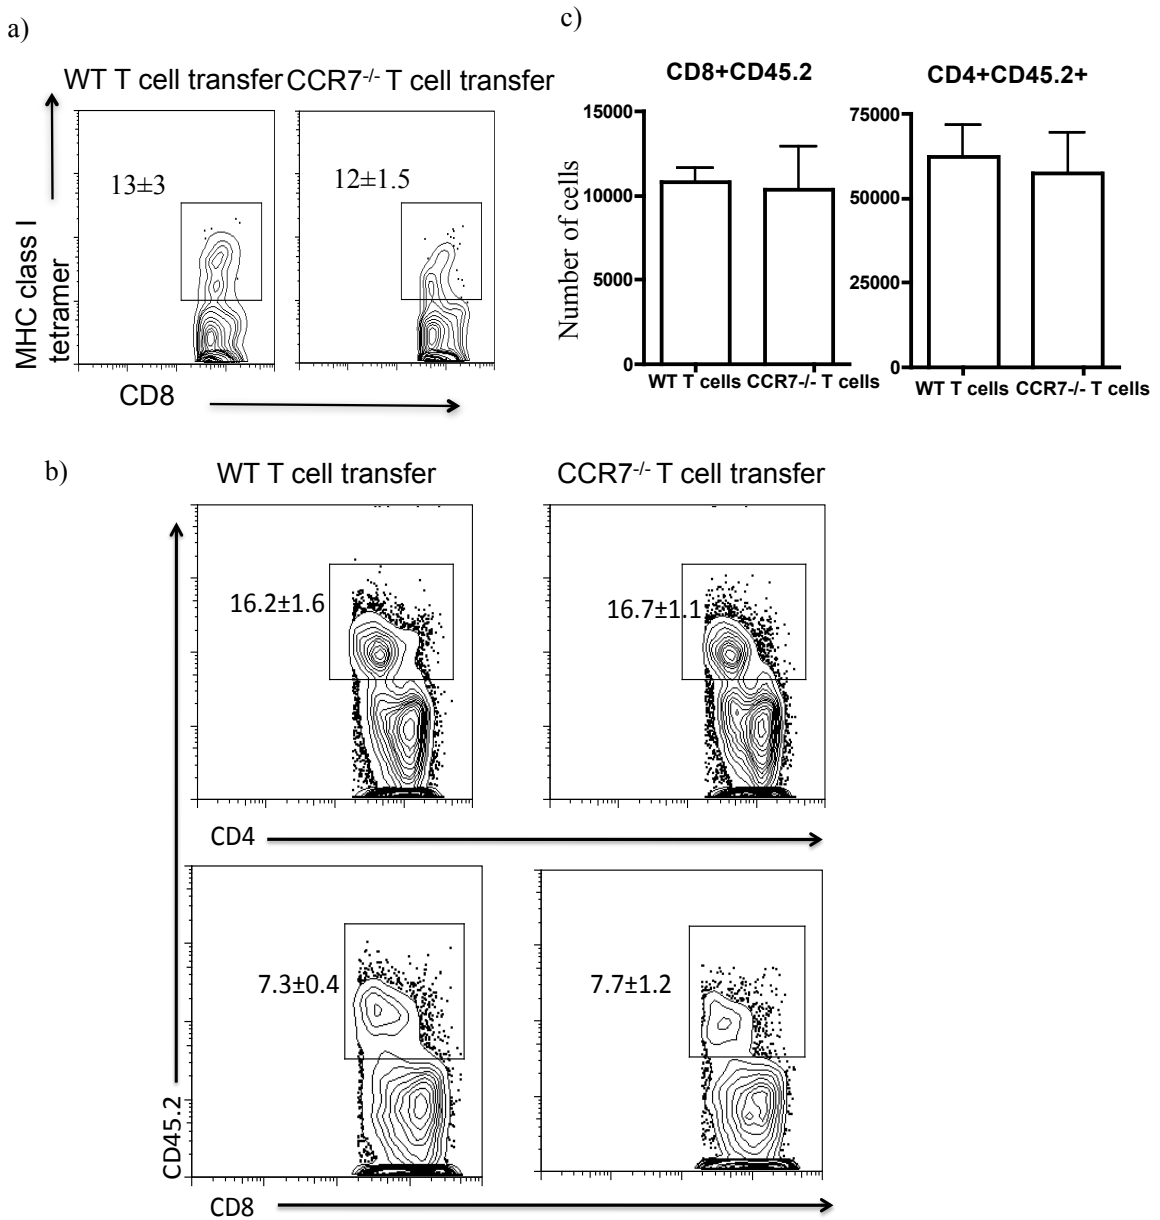 a)
WT T cell transfer CCR7-/- T cell transfer
13±3
12±1.5
MHC class I
tetramer
CD8
c)
CD8+CD45.2
CD4+CD45.2+
Number of cells
15000
10000
5000
0
WT T cells CCR7-/- T cells
75000
50000
25000
0
WT T cells CCR7-/- T cells
b)
WT T cell transfer
CCR7-/- T cell transfer
16.2±1.6
16.7±1.1
CD4
7.3±0.4
7.7±1.2
CD45.2
CD8